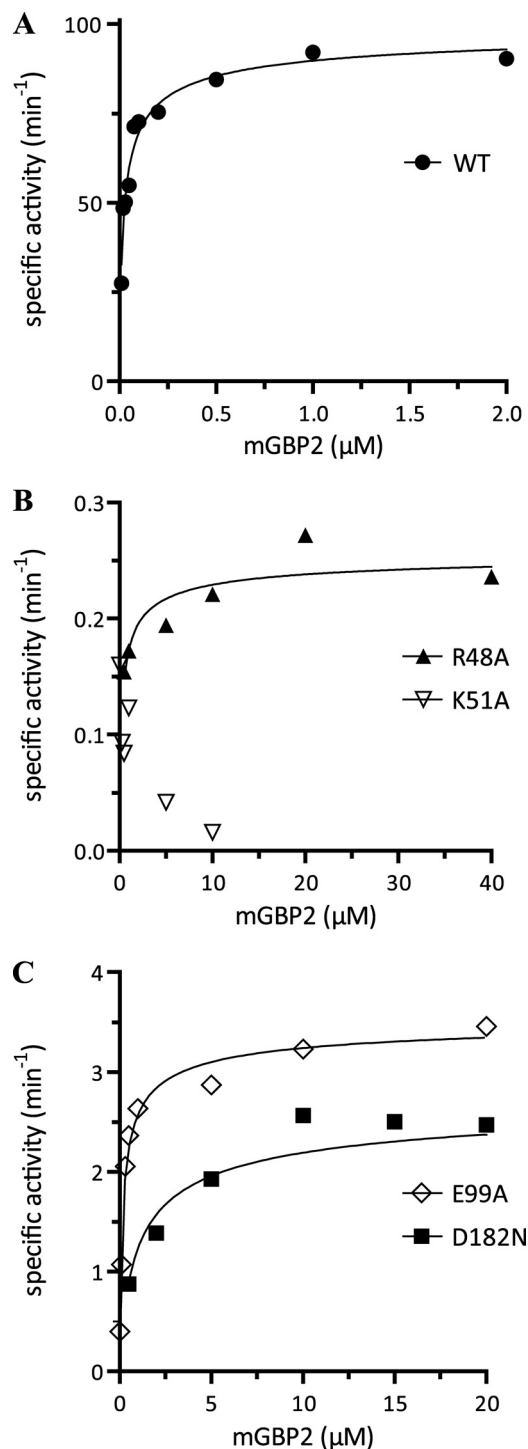 A
100
50
0
specific activity (min⁻¹)
WT
0.0 0.5 1.0 1.5 2.0
mGBP2 (µM)
B
0.3
0.2
0.1
0.0
specific activity (min⁻¹)
R48A
K51A
0 10 20 30 40
mGBP2 (µM)
C
4
3
2
1
0
specific activity (min⁻¹)
E99A
D182N
0 5 10 15 20
mGBP2 (µM)